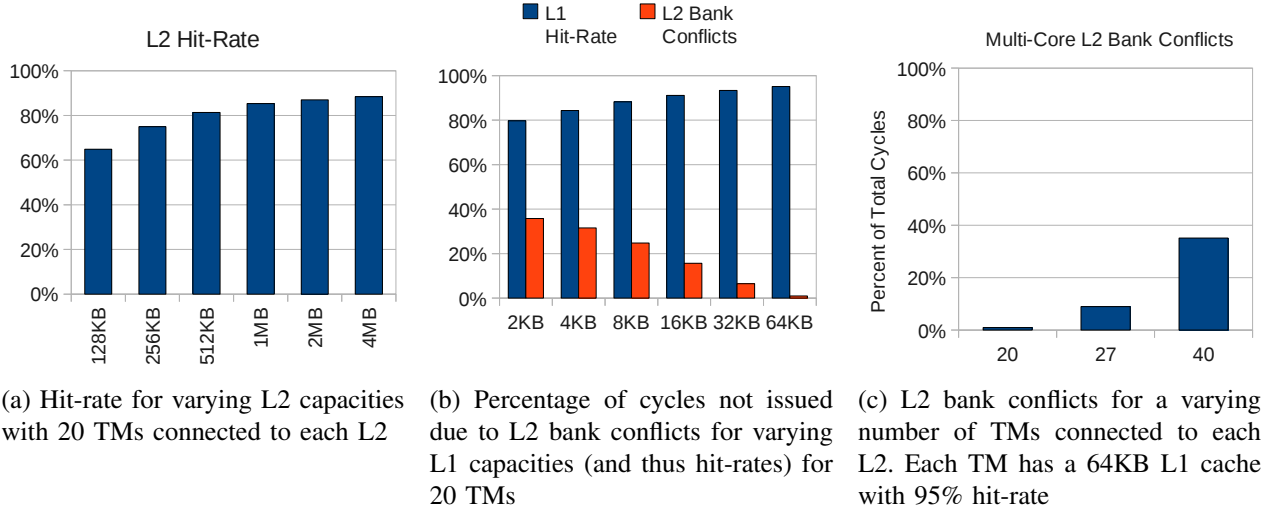 L2 Hit-Rate
100%
80%
60%
40%
20%
0%
128KB
256KB
512KB
1MB
2MB
4MB
(a) Hit-rate for varying L2 capacities
with 20 TMs connected to each L2
L1
Hit-Rate
L2 Bank
Conflicts
100%
80%
60%
40%
20%
0%
2KB 4KB 8KB 16KB 32KB 64KB
(b) Percentage of cycles not issued
due to L2 bank conflicts for varying
L1 capacities (and thus hit-rates) for
20 TMs
Multi-Core L2 Bank Conflicts
Percent of Total Cycles
100%
80%
60%
40%
20%
0%
20 27 40
(c) L2 bank conflicts for a varying
number of TMs connected to each
L2. Each TM has a 64KB L1 cache
with 95% hit-rate